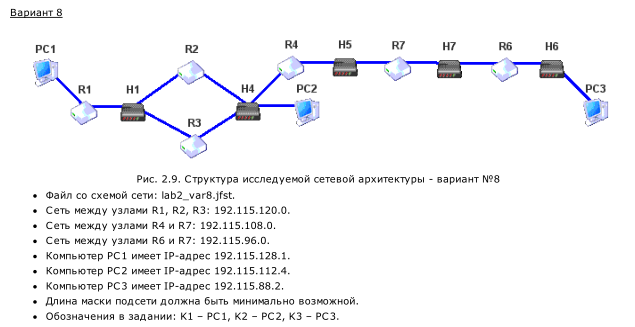 Вариант 8
PC1
R1
H1
R2
R3
H4
PC2
R4
H5
R7
H7
R6
H6
PC3
Рис. 2.9. Структура исследуемой сетевой архитектуры - вариант №8
• Файл со схемой сети: lab2_var8.jfst.
• Сеть между узлами R1, R2, R3: 192.115.120.0.
• Сеть между узлами R4 и R7: 192.115.108.0.
• Сеть между узлами R6 и R7: 192.115.96.0.
• Компьютер PC1 имеет IP-адрес 192.115.128.1.
• Компьютер PC2 имеет IP-адрес 192.115.112.4.
• Компьютер PC3 имеет IP-адрес 192.115.88.2.
• Длина маски подсети должна быть минимально возможной.
• Обозначения в задании: K1 – PC1, K2 – PC2, K3 – PC3.